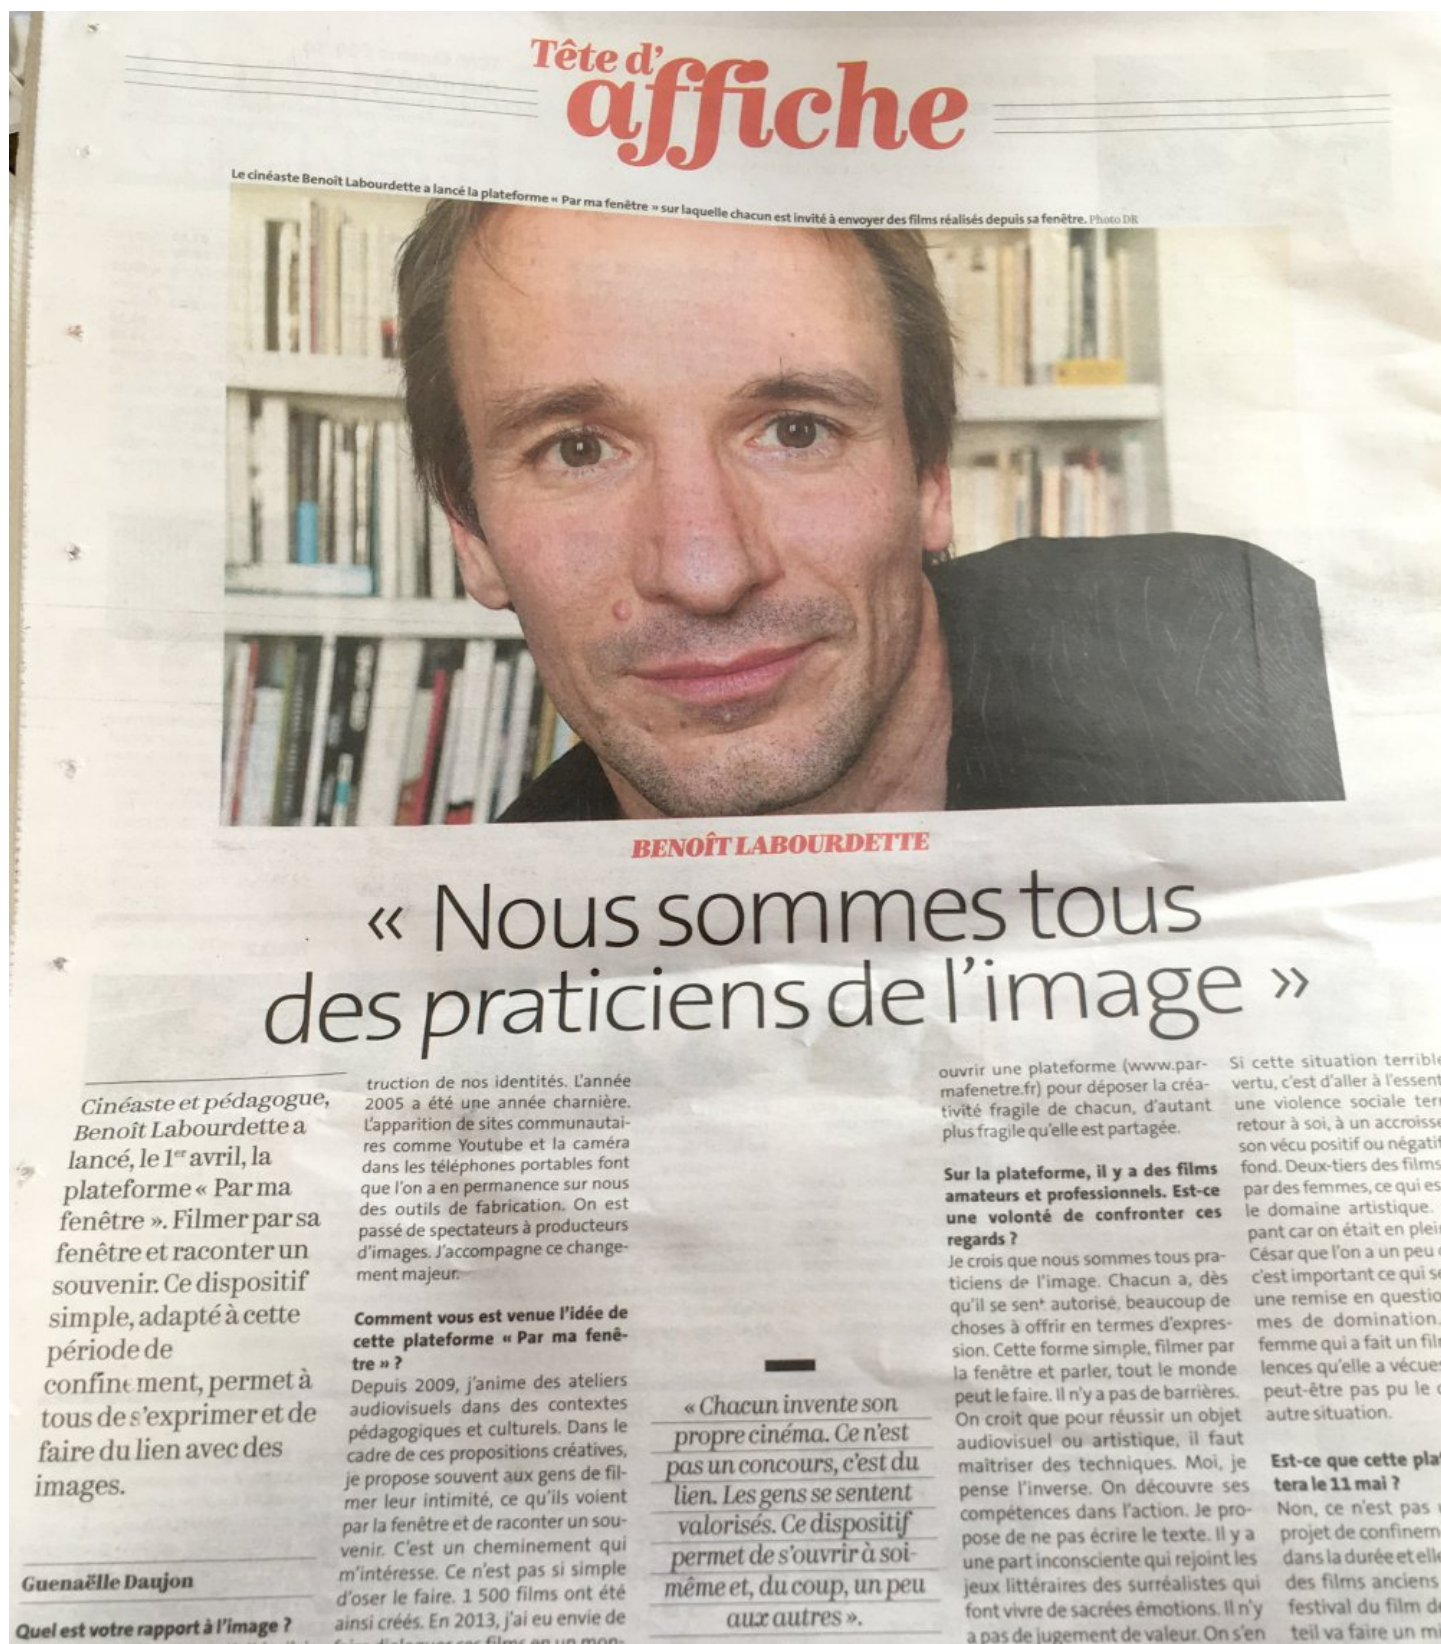 Tête d'
affiche
Le cinéaste Benoît Labourdette a lancé la plateforme « Par ma fenêtre » sur laquelle chacun est invité à envoyer des films réalisés depuis sa fenêtre. Photo DR
BENOÎT LABOURDETTE
« Nous sommes tous
des praticiens de l'image »
Cinéaste et pédagogue,
Benoît Labourdette a
lancé, le 1er avril, la
plateforme « Par ma
fenêtre ». Filmer par sa
fenêtre et raconter un
souvenir. Ce dispositif
simple, adapté à cette
période de
confinement, permet à
tous de s'exprimer et de
faire du lien avec des
images.
Guenaëlle Daujon
Quel est votre rapport à l'image ?
truction de nos identités. L'année
2005 a été une année charnière.
L'apparition de sites communautai-
res comme Youtube et la caméra
dans les téléphones portables font
que l'on a en permanence sur nous
des outils de fabrication. On est
passé de spectateurs à producteurs
d'images. J'accompagne ce change-
ment majeur.
Comment vous est venue l'idée de
cette plateforme « Par ma fenê-
tre » ?
Depuis 2009, j'anime des ateliers
audiovisuels dans des contextes
pédagogiques et culturels. Dans le
cadre de ces propositions créatives,
je propose souvent aux gens de fil-
mer leur intimité, ce qu'ils voient
par la fenêtre et de raconter un sou-
venir. C'est un cheminement qui
m'intéresse. Ce n'est pas si simple
d'oser le faire. 1 500 films ont été
ainsi créés. En 2013, j'ai eu envie de
« Chacun invente son
propre cinéma. Ce n'est
pas un concours, c'est du
lien. Les gens se sentent
valorisés. Ce dispositif
permet de s'ouvrir à soi-
même et, du coup, un peu
aux autres ».
ouvrir une plateforme (www.par-
mafenetre.fr) pour déposer la créa-
tivité fragile de chacun, d'autant
plus fragile qu'elle est partagée.
Sur la plateforme, il y a des films
amateurs et professionnels. Est-ce
une volonté de confronter ces
regards ?
Je crois que nous sommes tous pra-
ticiens de l'image. Chacun a, dès
qu'il se sent autorisé, beaucoup de
choses à offrir en termes d'expres-
sion. Cette forme simple, filmer par
la fenêtre et parler, tout le monde
peut le faire. Il n'y a pas de barrières.
On croit que pour réussir un objet
audiovisuel ou artistique, il faut
maîtriser des techniques. Moi, je
pense l'inverse. On découvre ses
compétences dans l'action. Je pro-
pose de ne pas écrire le texte. Il y a
une part inconsciente qui rejoint les
jeux littéraires des surréalistes qui
font vivre de sacrées émotions. Il n'y
a pas de jugement de valeur. On s'en
Si cette situation terrible
vertu, c'est d'aller à l'essent
une violence sociale
retour à soi, à un accroisse
son vécu positif ou négatif
fond. Deux-tiers des films
par des femmes, ce qui es
le domaine artistique.
pant car on était en plei
César que l'on a un peu
c'est important ce qui se
une remise en questio
mes de domination.
femme qui a fait un fil
lences qu'elle a vécue
peut-être pas pu le
autre situation.
Est-ce que cette pla
tera le 11 mai ?
Non, ce n'est pas
projet de confinem
dans la durée et elle
des films anciens
festival du film de
teil va faire un